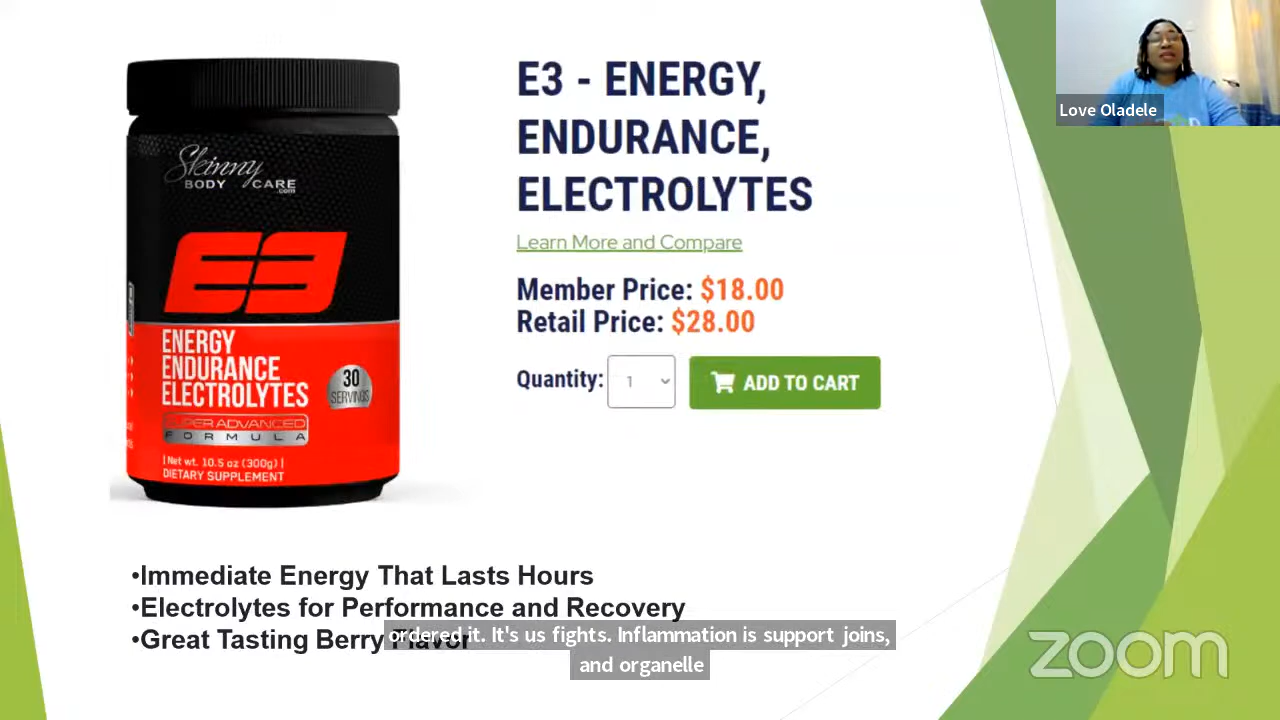 Skinny
BODY CARE
.com
E3
ENERGY
ENDURANCE
ELECTROLYTES
30
SERVINGS
SUPER ADVANCED
FORMULA
Net wt. 10.5 oz (300g)
DIETARY SUPPLEMENT
E3 - ENERGY,
ENDURANCE,
ELECTROLYTES
Learn More and Compare
Member Price: $18.00
Retail Price: $28.00
Quantity: 1 ADD TO CART
Love Oladele
•Immediate Energy That Lasts Hours
•Electrolytes for Performance and Recovery
•Great Tasting Berry Flavor
ordered it. It's us fights. Inflammation is support joins,
and organelle
zoom